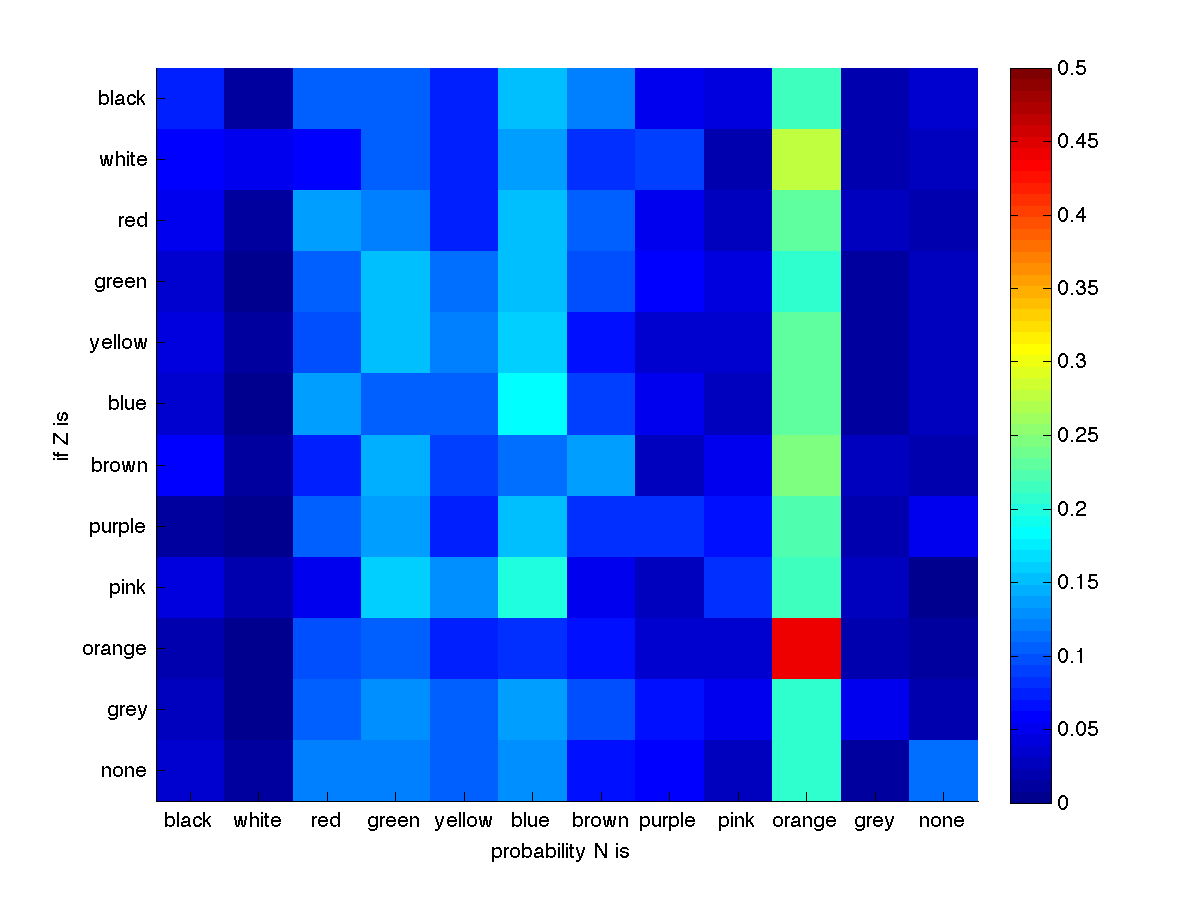 if Z is
black
white
red
green
yellow
blue
brown
purple
pink
orange
grey
none
black white red green yellow blue brown purple pink orange grey none
probability N is
0.5
0.45
0.4
0.35
0.3
0.25
0.2
0.15
0.1
0.05
0